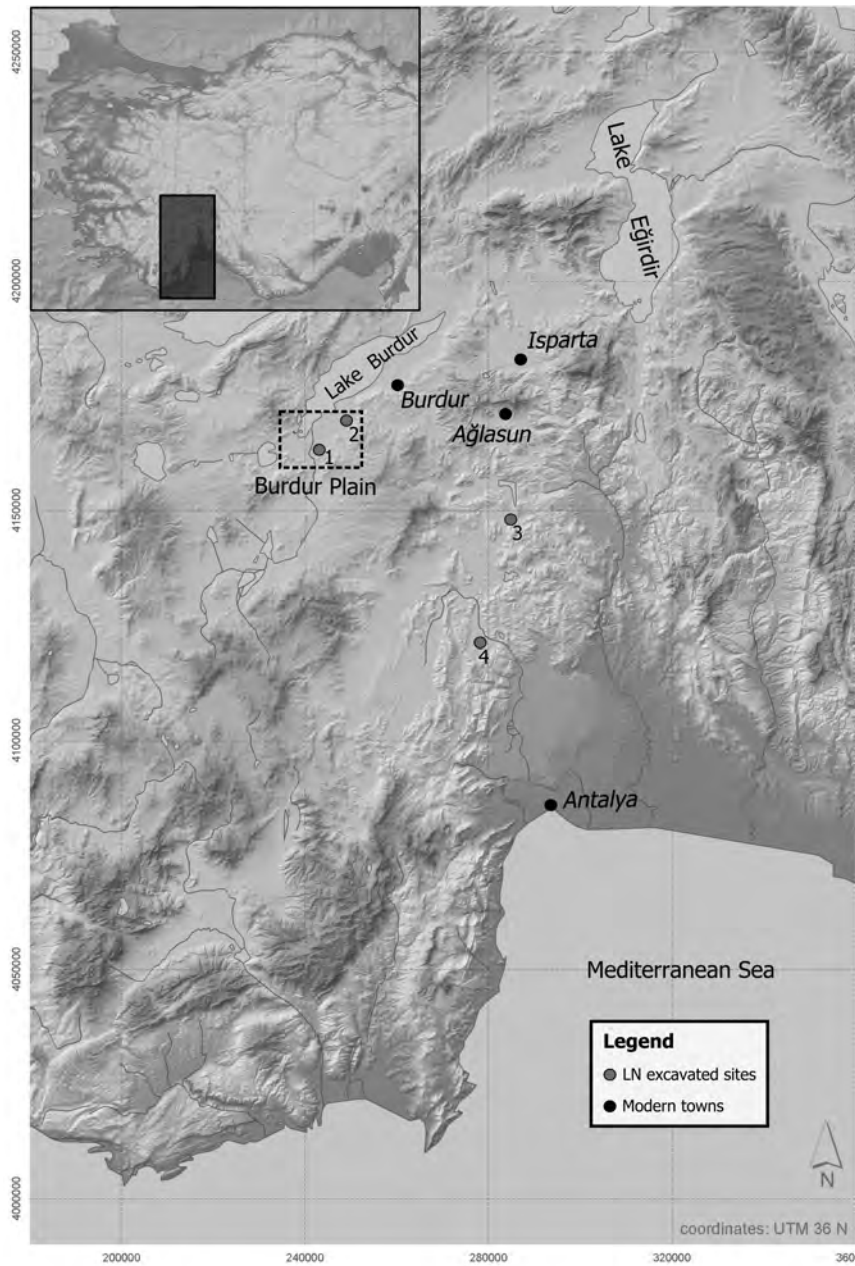 4250000
4200000
4150000
4100000
4050000
4000000
Lake
Eğirdir
Lake Burdur
Isparta
Burdur
Ağlasun
2
1
Burdur Plain
3
4
Antalya
Mediterranean Sea
Legend
LN excavated sites
Modern towns
N
coordinates: UTM 36 N
200000
240000
280000
320000
360